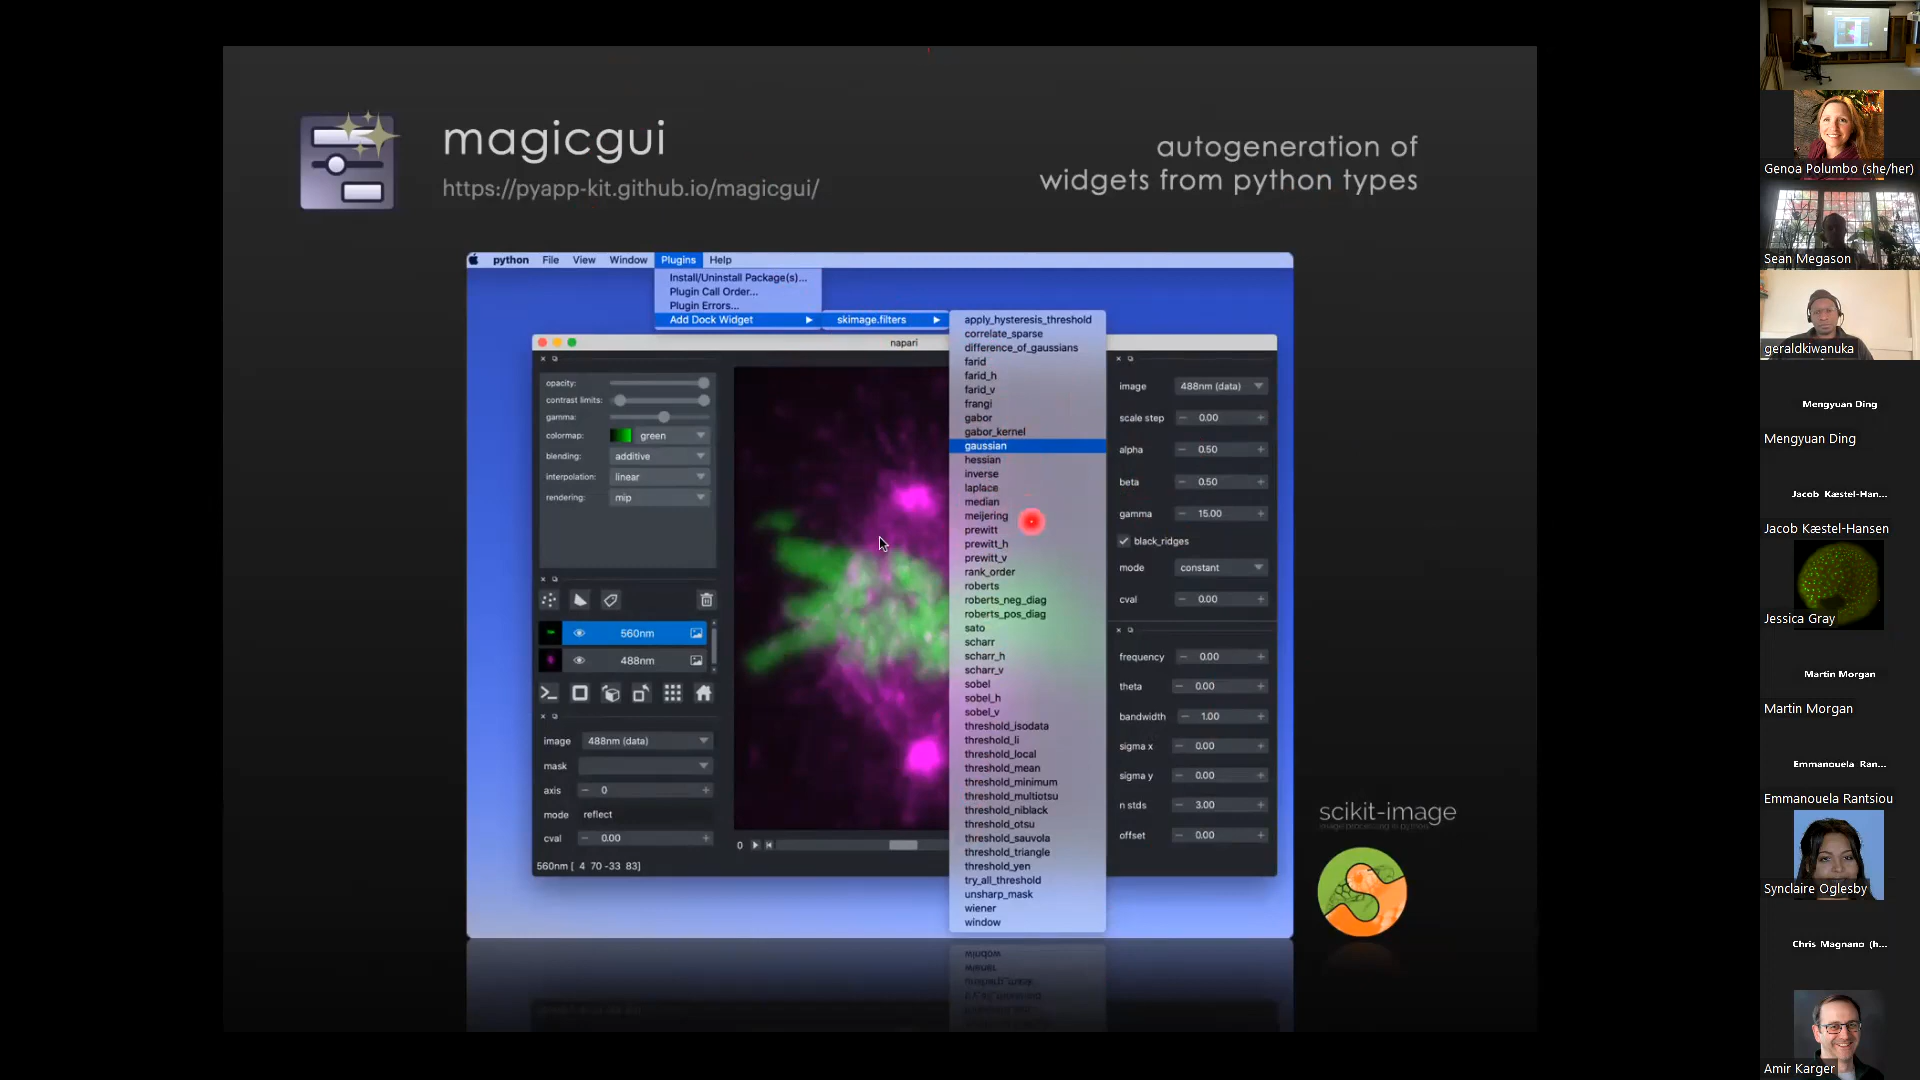 magicgui
https://pyapp-kit.github.io/magicgui/
autogeneration of
widgets from python types
python File View Window Plugins Help
Install/Uninstall Package(s)...
Plugin Call Order...
Plugin Errors...
Add Dock Widget
skimage.filters
apply_hysteresis_threshold
correlate_sparse
difference_of_gaussians
farid
farid_h
farid_v
frangi
gabor
gabor_kernel
gaussian
hessian
inverse
laplace
median
meijering
prewitt
prewitt_h
prewitt_v
rank_order
roberts
roberts_neg_diag
roberts_pos_diag
sato
scharr
scharr_h
scharr_v
sobel
sobel_h
sobel_v
threshold_isodata
threshold_li
threshold_local
threshold_mean
threshold_minimum
threshold_multiotsu
threshold_niblack
threshold_otsu
threshold_sauvola
threshold_triangle
threshold_yen
try_all_threshold
unsharp_mask
wiener
window
napari
opacity:
contrast limits:
gamma:
colormap: green
blending: additive
interpolation: linear
rendering: mip
560nm
488nm
image 488nm (data)
mask
axis 0
mode reflect
cval 0.00
560nm [ 4 70 -33 83]
0
image 488nm (data)
scale step 0.00
alpha 0.50
beta 0.50
gamma 15.00
black_ridges
mode constant
cval 0.00
frequency 0.00
theta 0.00
bandwidth 1.00
sigma x 0.00
sigma y 0.00
n stds 3.00
offset 0.00
scikit-image
image processing in python
Genoa Polumbo (she/her)
Sean Megason
geraldkiwanuka
Mengyuan Ding
Mengyuan Ding
Jacob Kæstel-Han...
Jacob Kæstel-Hansen
Jessica Gray
Martin Morgan
Martin Morgan
Emmanouela Ran...
Emmanouela Rantsiou
Synclaire Oglesby
Chris Magnano (h...
Amir Karger